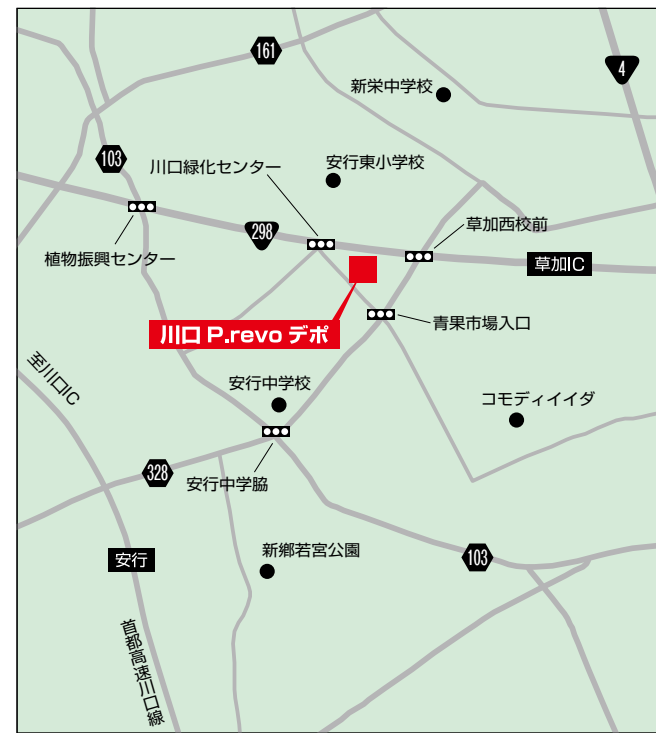 161
4
新栄中学校
103
川口緑化センター
安行東小学校
298
草加西校前
植物振興センター
草加IC
川口 P.revo デポ
青果市場入口
至川口IC
安行中学校
コモディイイダ
328
安行中学脇
安行
新郷若宮公園
103
首都高速川口線